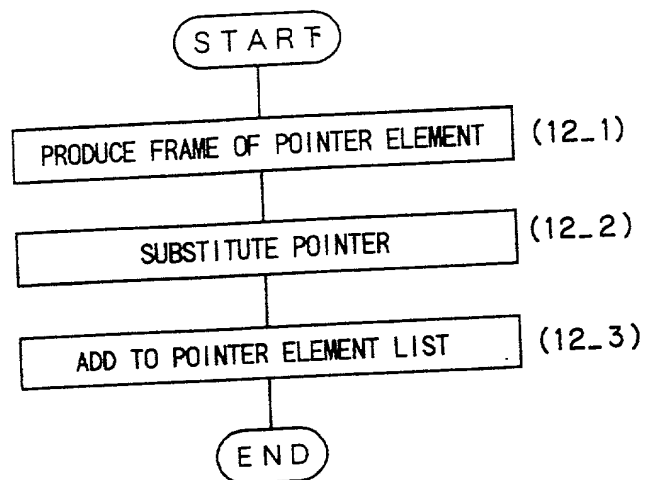 START
PRODUCE FRAME OF POINTER ELEMENT (12_1)
SUBSTITUTE POINTER (12_2)
ADD TO POINTER ELEMENT LIST (12_3)
END